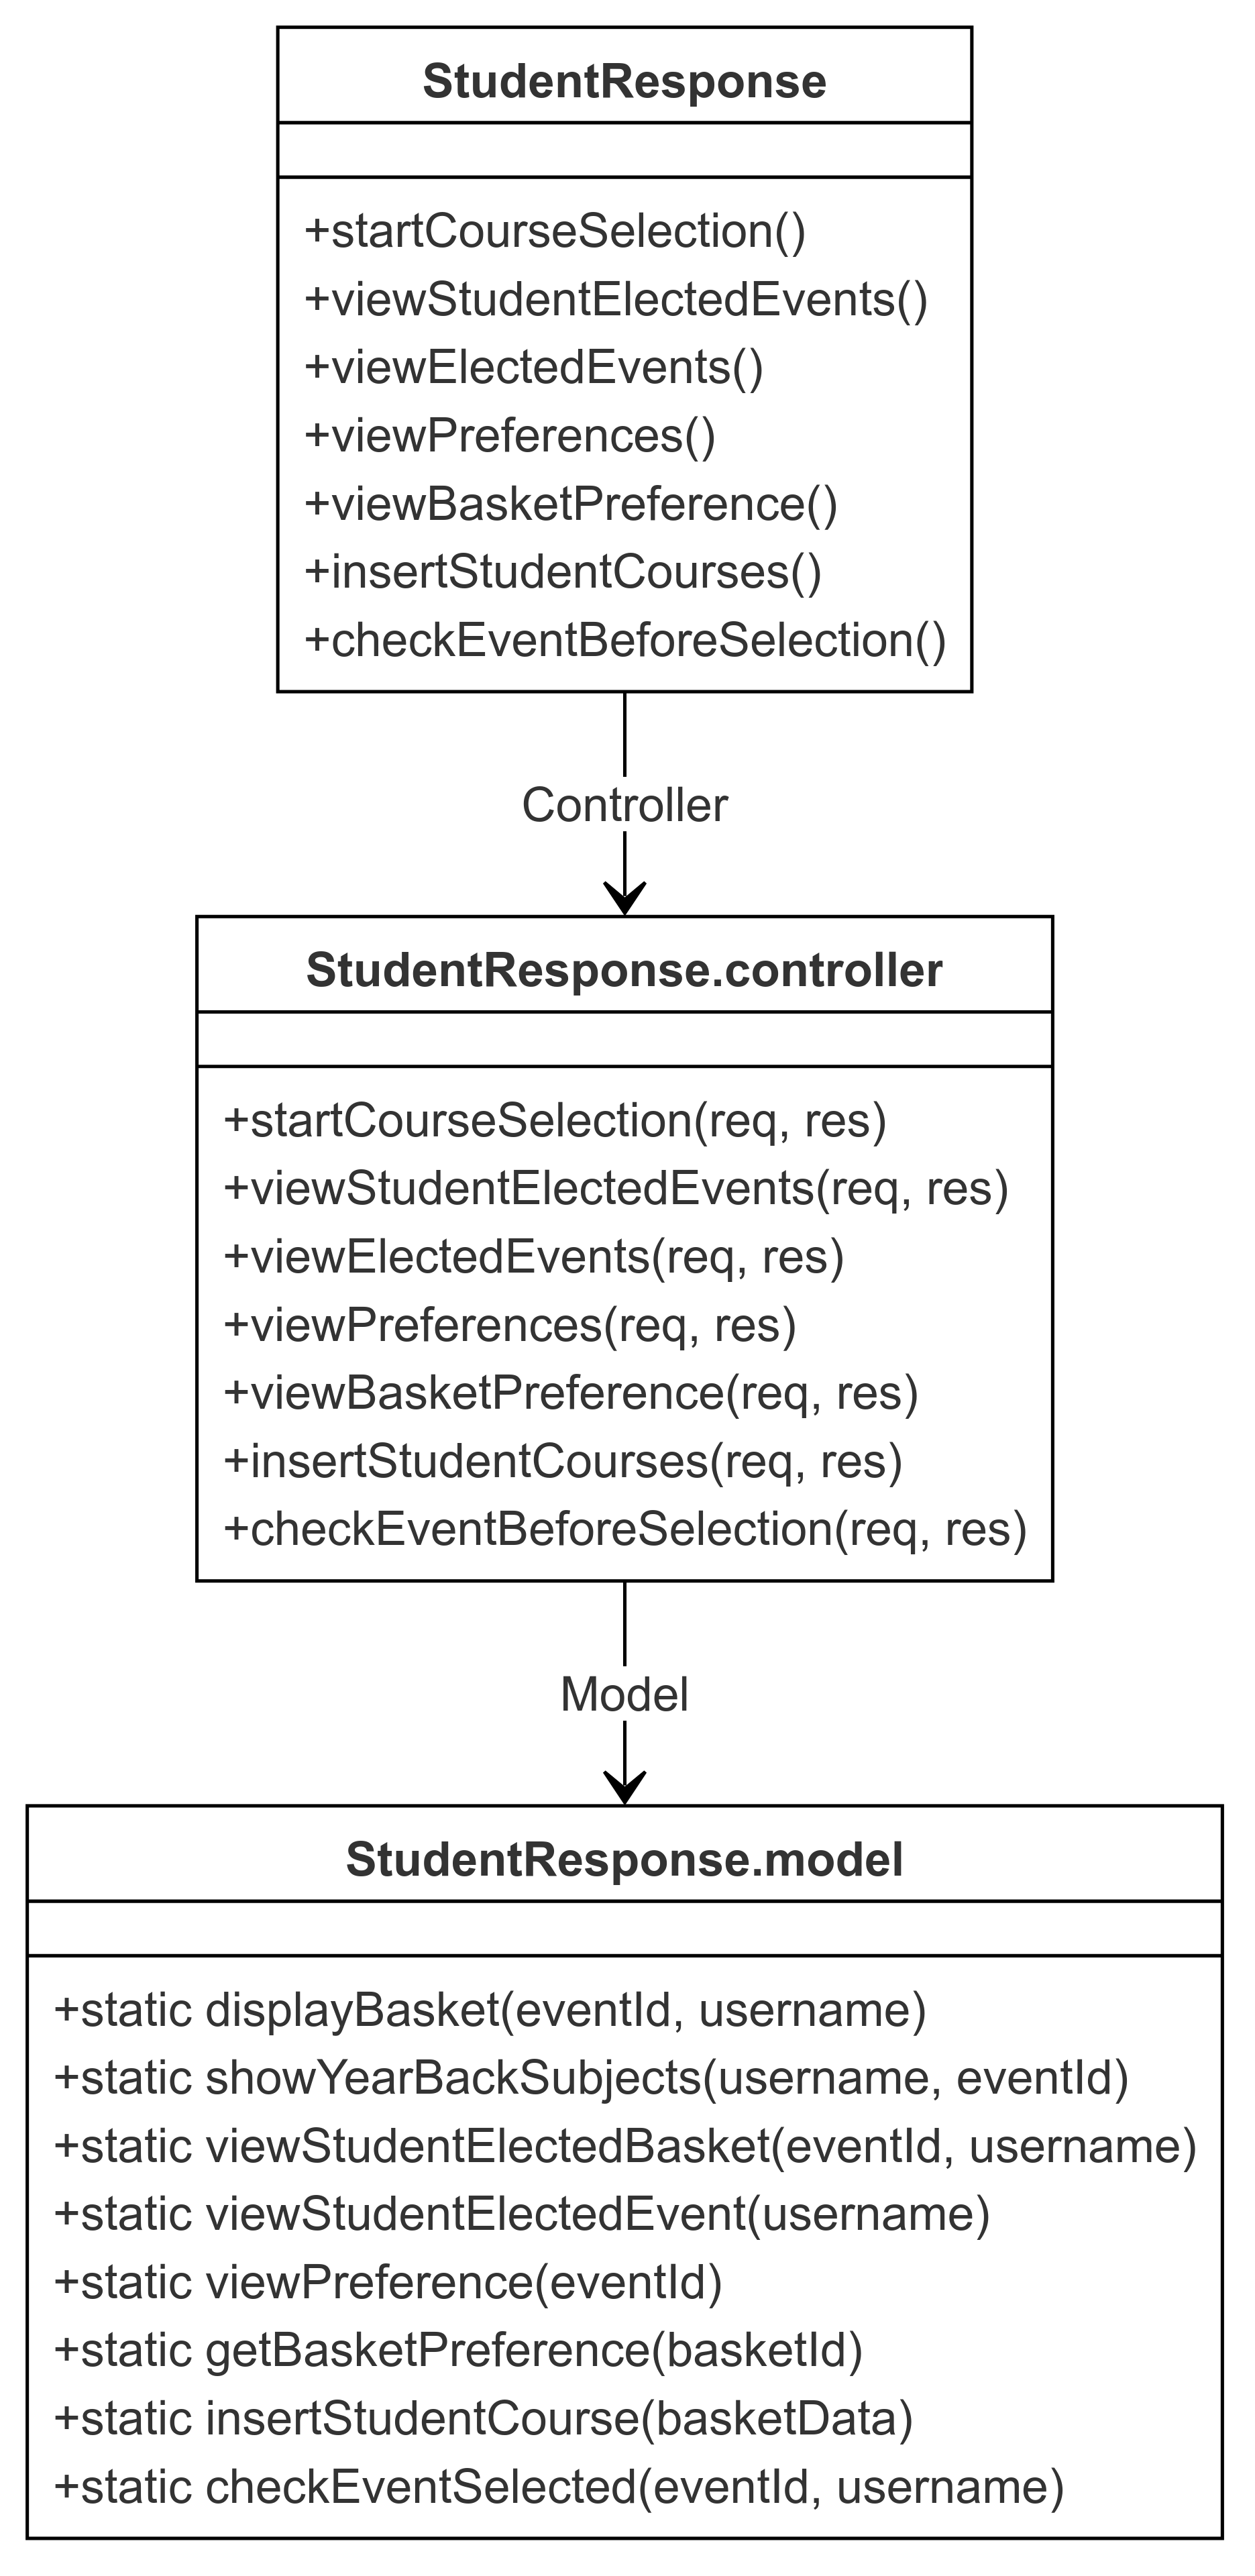 StudentResponse
+startCourseSelection()
+viewStudentElectedEvents()
+viewElectedEvents()
+viewPreferences()
+viewBasketPreference()
+insertStudentCourses()
+checkEventBeforeSelection()
Controller
StudentResponse.controller
+startCourseSelection(req, res)
+viewStudentElectedEvents(req, res)
+viewElectedEvents(req, res)
+viewPreferences(req, res)
+viewBasketPreference(req, res)
+insertStudentCourses(req, res)
+checkEventBeforeSelection(req, res)
Model
StudentResponse.model
+static displayBasket(eventId, username)
+static showYearBackSubjects(username, eventId)
+static viewStudentElectedBasket(eventId, username)
+static viewStudentElectedEvent(username)
+static viewPreference(eventId)
+static getBasketPreference(basketId)
+static insertStudentCourse(basketData)
+static checkEventSelected(eventId, username)